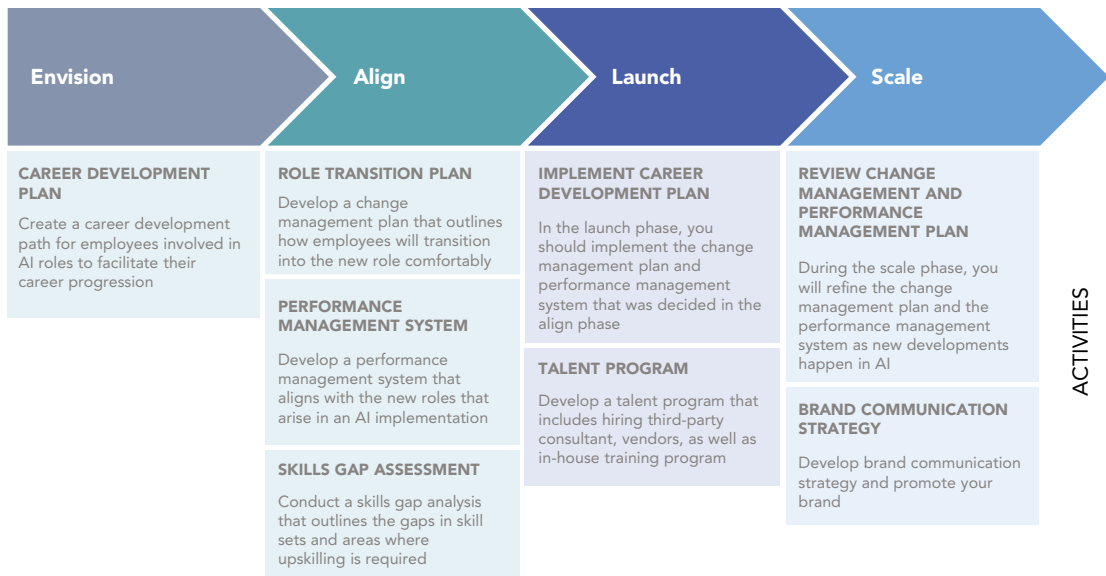 Envision
Align
Launch
Scale
CAREER DEVELOPMENT
PLAN
Create a career development
path for employees involved in
AI roles to facilitate their
career progression
ROLE TRANSITION PLAN
Develop a change
management plan that outlines
how employees will transition
into the new role comfortably
PERFORMANCE
MANAGEMENT SYSTEM
Develop a performance
management system that
aligns with the new roles that
arise in an AI implementation
SKILLS GAP ASSESSMENT
Conduct a skills gap analysis
that outlines the gaps in skill
sets and areas where
upskilling is required
IMPLEMENT CAREER
DEVELOPMENT PLAN
In the launch phase, you
should implement the change
management plan and
performance management
system that was decided in the
align phase
TALENT PROGRAM
Develop a talent program that
includes hiring third-party
consultant, vendors, as well as
in-house training program
REVIEW CHANGE
MANAGEMENT AND
PERFORMANCE
MANAGEMENT PLAN
During the scale phase, you
will refine the change
management plan and the
performance management
system as new developments
happen in AI
BRAND COMMUNICATION
STRATEGY
Develop brand communication
strategy and promote your
brand
ACTIVITIES